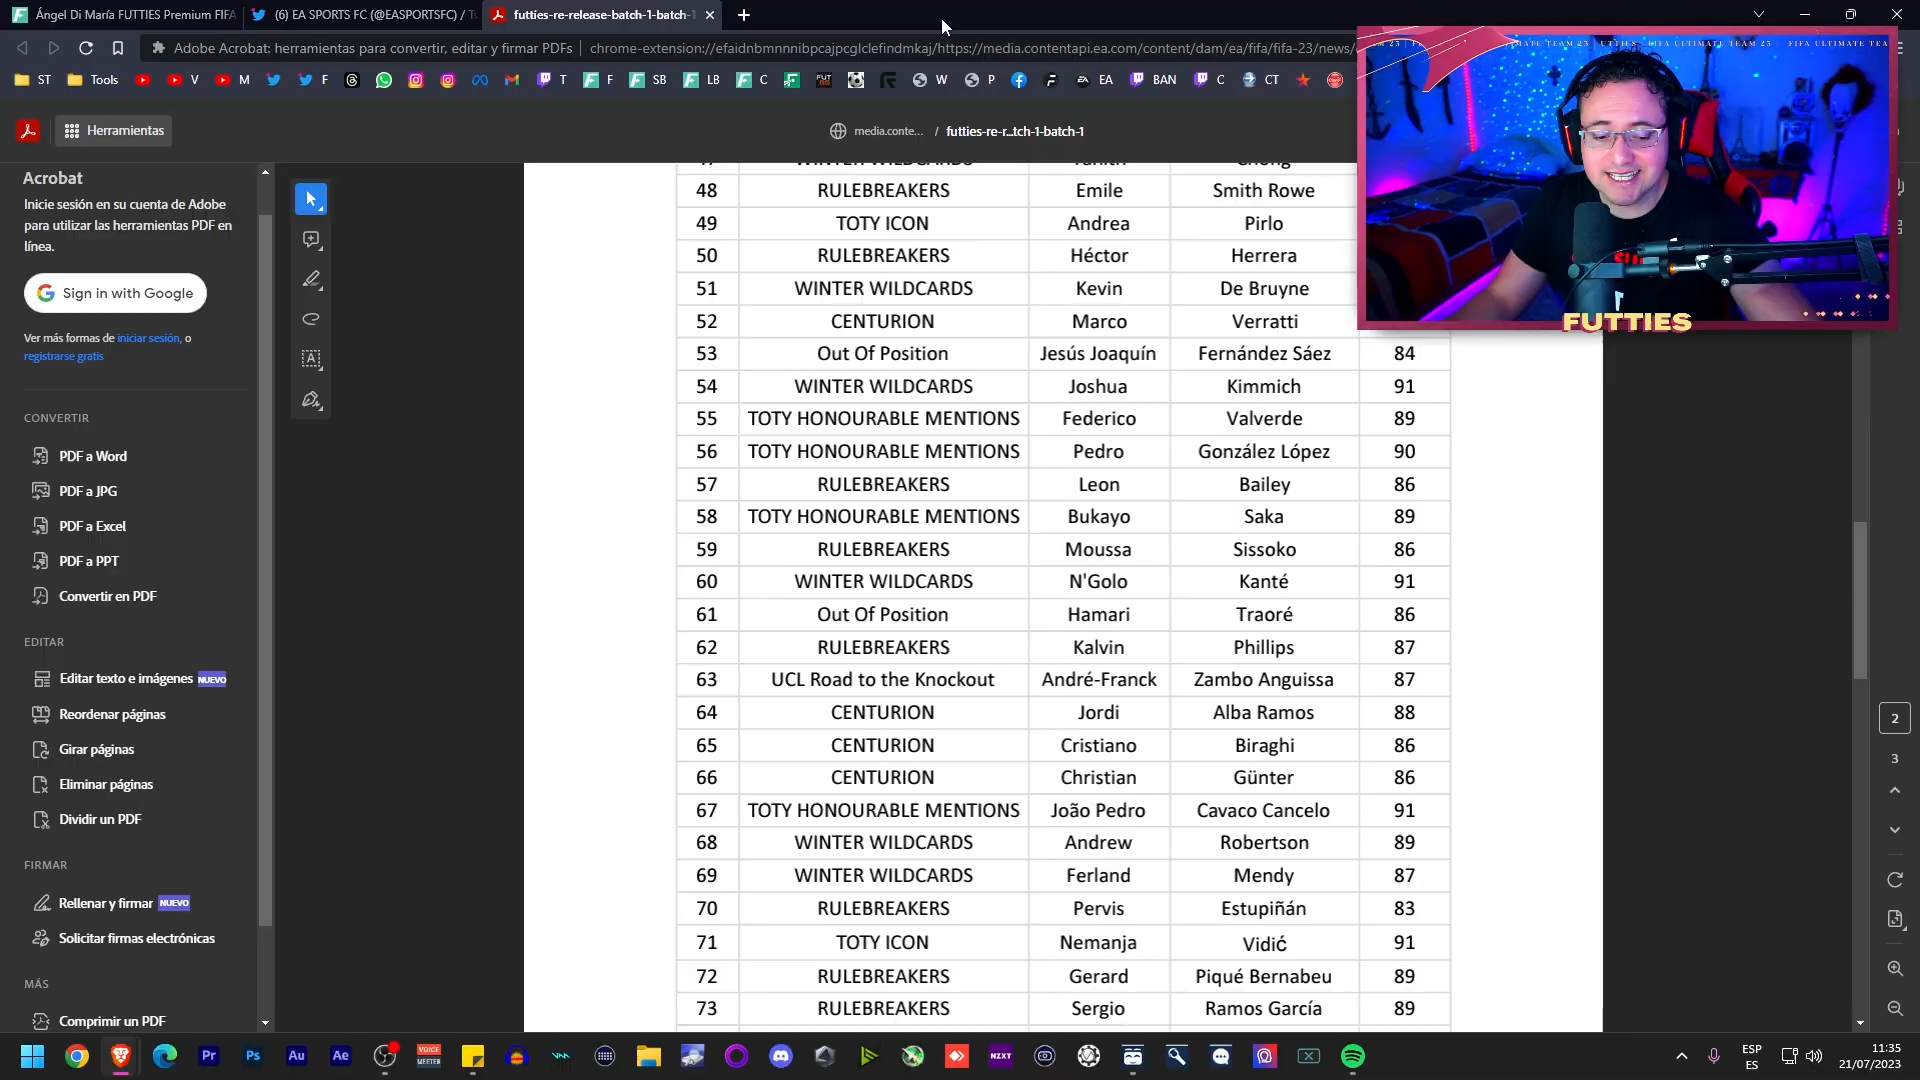 Ángel Di María FUTTIES Premium FIFA
(6) EA SPORTS FC (@EASPORTSFC) / Tw
futties-re-release-batch-1-batch-1
Adobe Acrobat: herramientas para convertir, editar y firmar PDFs
chrome-extension://efaidnbmnnnibpcajpcglclefindmkaj/https://media.contentapi.ea.com/content/dam/ea/fifa/fifa-23/news/
ST Tools V M F T F SB LB C W P EA BAN C CT
FIFA ULTIMATE TEAM 23
Herramientas
media.conte... / futties-re-r...tch-1-batch-1
Acrobat
Inicie sesión en su cuenta de Adobe
para utilizar las herramientas PDF en
línea.
Sign in with Google
Ver más formas de iniciar sesión, o
registrarse gratis
CONVERTIR
PDF a Word
PDF a JPG
PDF a Excel
PDF a PPT
Convertir en PDF
EDITAR
Editar texto e imágenes NUEVO
Reordenar páginas
Girar páginas
Eliminar páginas
Dividir un PDF
FIRMAR
Rellenar y firmar NUEVO
Solicitar firmas electrónicas
MÁS
Comprimir un PDF
48 RULEBREAKERS Emile Smith Rowe
49 TOTY ICON Andrea Pirlo
50 RULEBREAKERS Héctor Herrera
51 WINTER WILDCARDS Kevin De Bruyne
52 CENTURION Marco Verratti
53 Out Of Position Jesús Joaquín Fernández Sáez 84
54 WINTER WILDCARDS Joshua Kimmich 91
55 TOTY HONOURABLE MENTIONS Federico Valverde 89
56 TOTY HONOURABLE MENTIONS Pedro González López 90
57 RULEBREAKERS Leon Bailey 86
58 TOTY HONOURABLE MENTIONS Bukayo Saka 89
59 RULEBREAKERS Moussa Sissoko 86
60 WINTER WILDCARDS N'Golo Kanté 91
61 Out Of Position Hamari Traoré 86
62 RULEBREAKERS Kalvin Phillips 87
63 UCL Road to the Knockout André-Franck Zambo Anguissa 87
64 CENTURION Jordi Alba Ramos 88
65 CENTURION Cristiano Biraghi 86
66 CENTURION Christian Günter 86
67 TOTY HONOURABLE MENTIONS João Pedro Cavaco Cancelo 91
68 WINTER WILDCARDS Andrew Robertson 89
69 WINTER WILDCARDS Ferland Mendy 87
70 RULEBREAKERS Pervis Estupiñán 83
71 TOTY ICON Nemanja Vidić 91
72 RULEBREAKERS Gerard Piqué Bernabeu 89
73 RULEBREAKERS Sergio Ramos García 89
FUTTIES
2
3
Pr Ps Au Ae VOICE MEETER NZXT
ESP
ES
11:35
21/07/2023